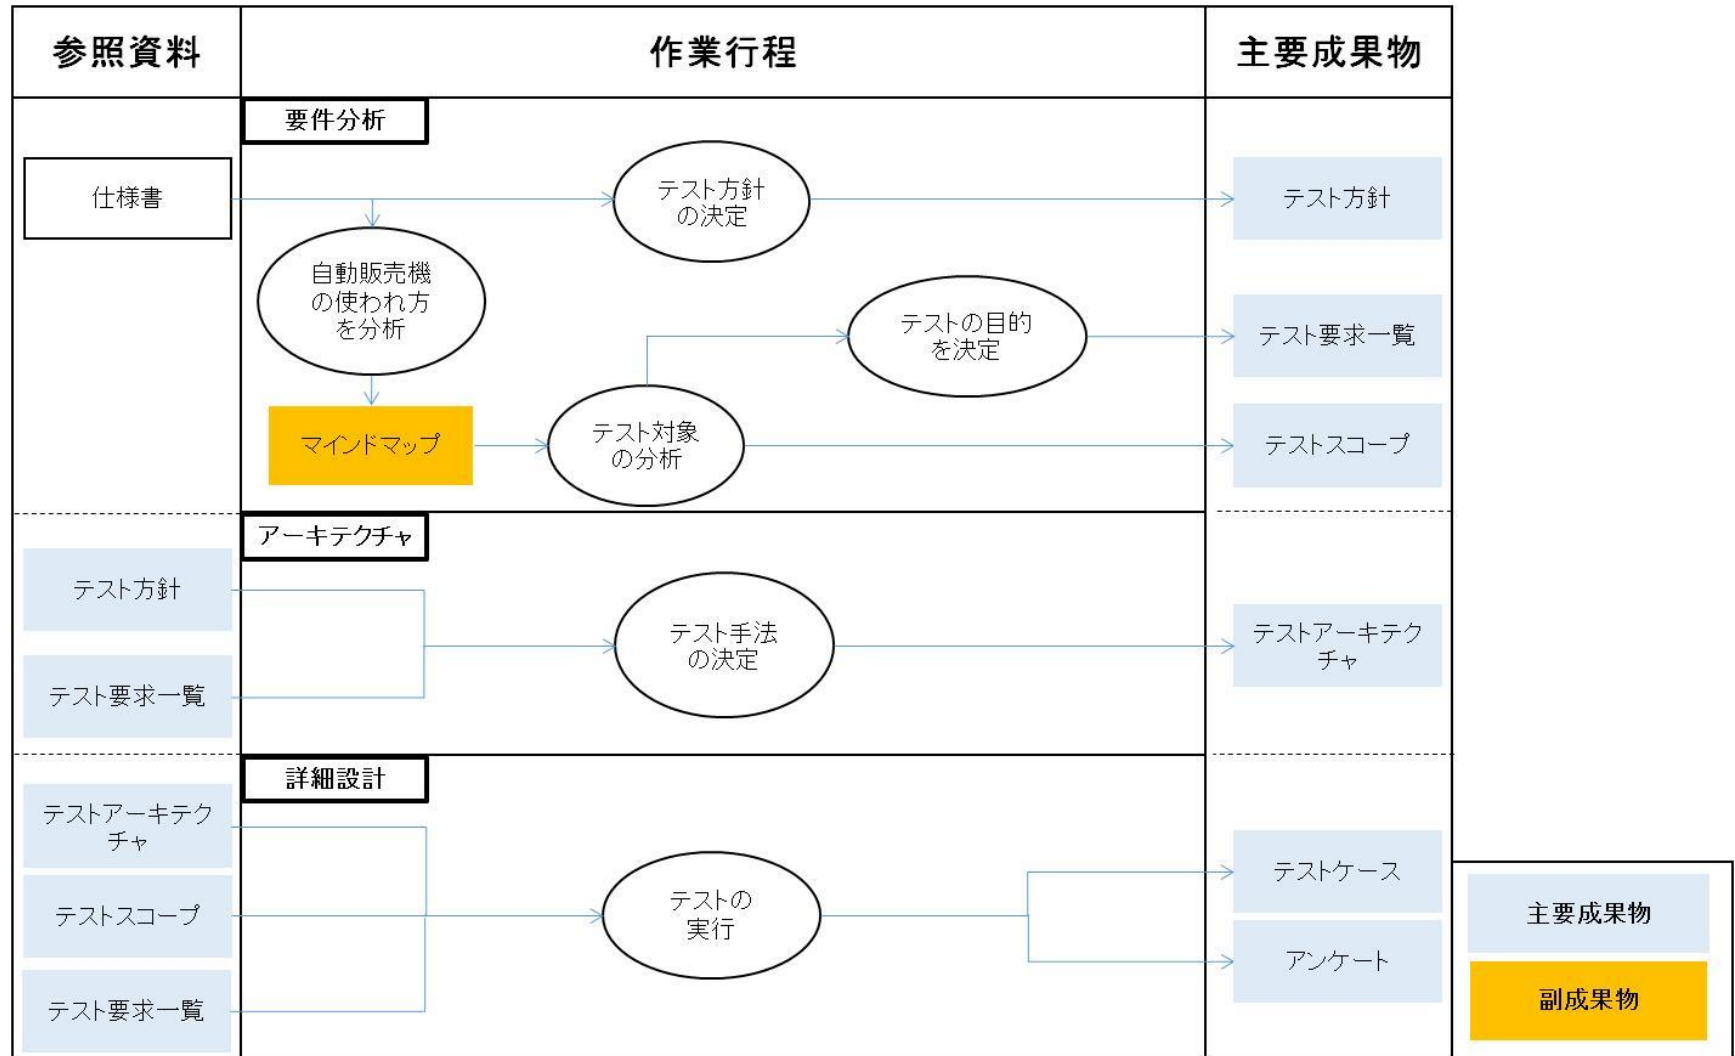 参照資料
作業行程
主要成果物
要件分析
仕様書
テスト方針
の決定
テスト方針
自動販売機
の使われ方
を分析
テストの目的
を決定
テスト要求一覧
マインドマップ
テスト対象
の分析
テストスコープ
アーキテクチャ
テスト方針
テスト要求一覧
テスト手法
の決定
テストアーキテク
チャ
詳細設計
テストアーキテク
チャ
テストスコープ
テスト要求一覧
テストの
実行
テストケース
アンケート
主要成果物
副成果物